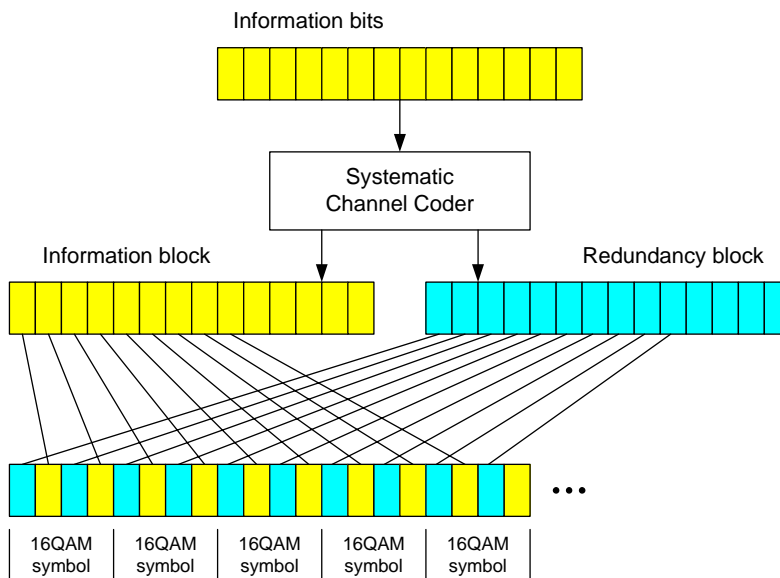 Information bits
Systematic
Channel Coder
Information block
Redundancy block
...
16QAM
symbol
16QAM
symbol
16QAM
symbol
16QAM
symbol
16QAM
symbol